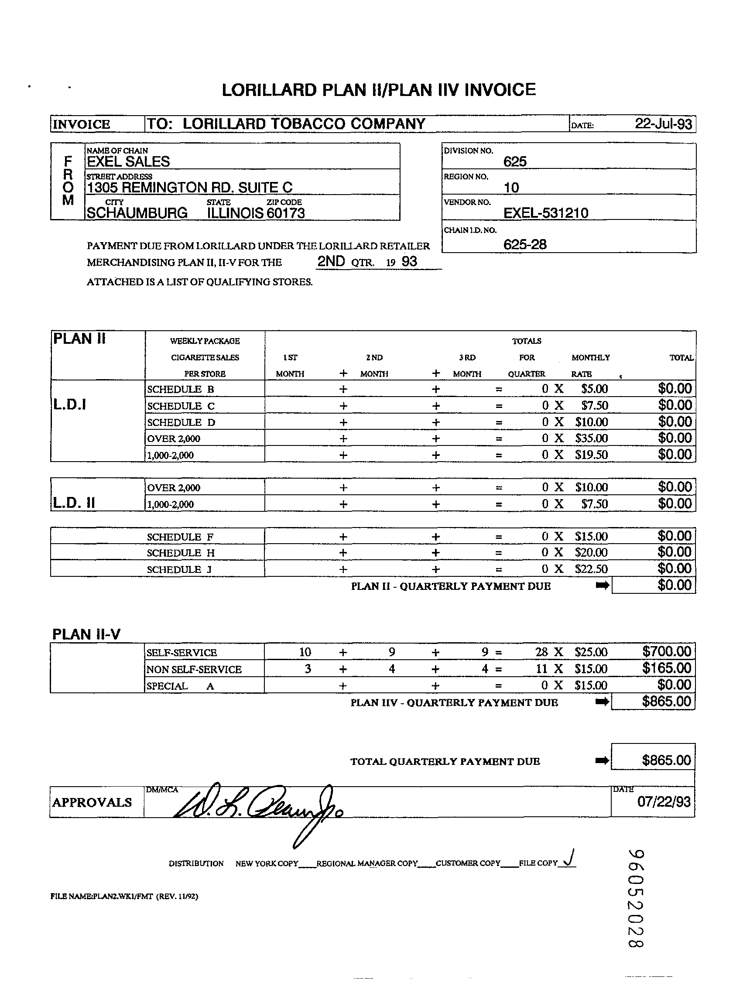 LORILLARD PLAN II/PLAN IIV INVOICE
INVOICE TO: LORILLARD TOBACCO COMPANY DATE: 22-Jul-93
FROM
NAME OF CHAIN
EXEL SALES
STREET ADDRESS
1305 REMINGTON RD. SUITE C
CITY STATE ZIP CODE
SCHAUMBURG ILLINOIS 60173
DIVISION NO.
625
REGION NO.
10
VENDOR NO.
EXEL-531210
CHAIN I.D. NO.
625-28
PAYMENT DUE FROM LORILLARD UNDER THE LORILLARD RETAILER
MERCHANDISING PLAN II, II-V FOR THE 2ND QTR. 19 93
ATTACHED IS A LIST OF QUALIFYING STORES.
PLAN II WEEKLY PACKAGE TOTALS
CIGARETTE SALES 1 ST 2 ND 3 RD FOR MONTHLY TOTAL
PER STORE MONTH + MONTH + MONTH QUARTER RATE
SCHEDULE B + + = 0 X $5.00 $0.00
L.D.I SCHEDULE C + + = 0 X $7.50 $0.00
SCHEDULE D + + = 0 X $10.00 $0.00
OVER 2,000 + + = 0 X $35.00 $0.00
1,000-2,000 + + = 0 X $19.50 $0.00
OVER 2,000 + + = 0 X $10.00 $0.00
L.D. II 1,000-2,000 + + = 0 X $7.50 $0.00
SCHEDULE F + + = 0 X $15.00 $0.00
SCHEDULE H + + = 0 X $20.00 $0.00
SCHEDULE J + + = 0 X $22.50 $0.00
PLAN II - QUARTERLY PAYMENT DUE ➡ $0.00
PLAN II-V
SELF-SERVICE 10 + 9 + 9 = 28 X $25.00 $700.00
NON SELF-SERVICE 3 + 4 + 4 = 11 X $15.00 $165.00
SPECIAL A + + = 0 X $15.00 $0.00
PLAN IIV - QUARTERLY PAYMENT DUE ➡ $865.00
TOTAL QUARTERLY PAYMENT DUE ➡ $865.00
APPROVALS DM/MCA W. L. DATE 07/22/93
DISTRIBUTION NEW YORK COPY____REGIONAL MANAGER COPY____CUSTOMER COPY____FILE COPY ✓
FILE NAME:PLAN2.WK1/FMT (REV. 11/92)
96052028